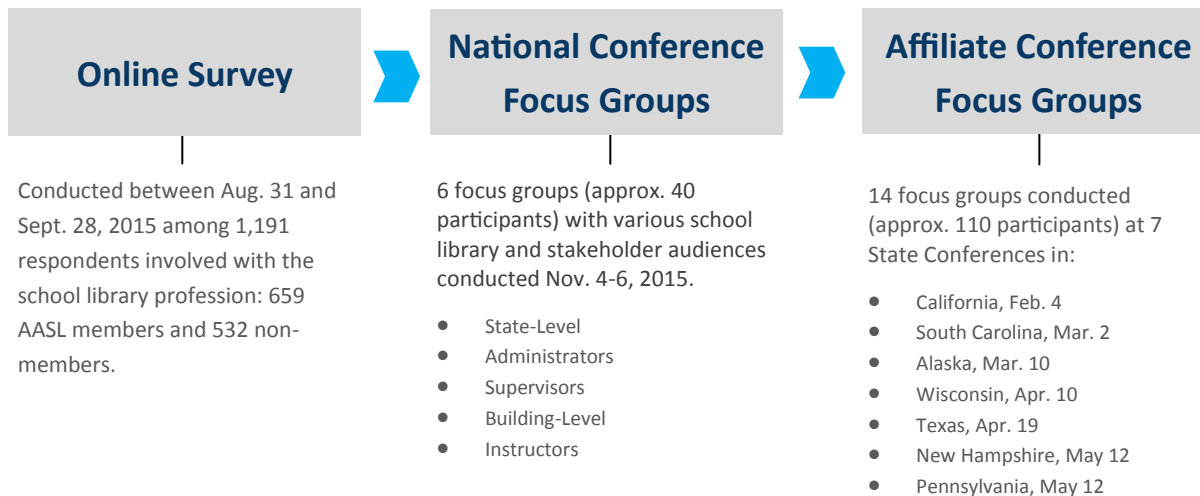 Online Survey
Conducted between Aug. 31 and
Sept. 28, 2015 among 1,191
respondents involved with the
school library profession: 659
AASL members and 532 non-
members.
National Conference
Focus Groups
6 focus groups (approx. 40
participants) with various school
library and stakeholder audiences
conducted Nov. 4-6, 2015.
• State-Level
• Administrators
• Supervisors
• Building-Level
• Instructors
Affiliate Conference
Focus Groups
14 focus groups conducted
(approx. 110 participants) at 7
State Conferences in:
• California, Feb. 4
• South Carolina, Mar. 2
• Alaska, Mar. 10
• Wisconsin, Apr. 10
• Texas, Apr. 19
• New Hampshire, May 12
• Pennsylvania, May 12